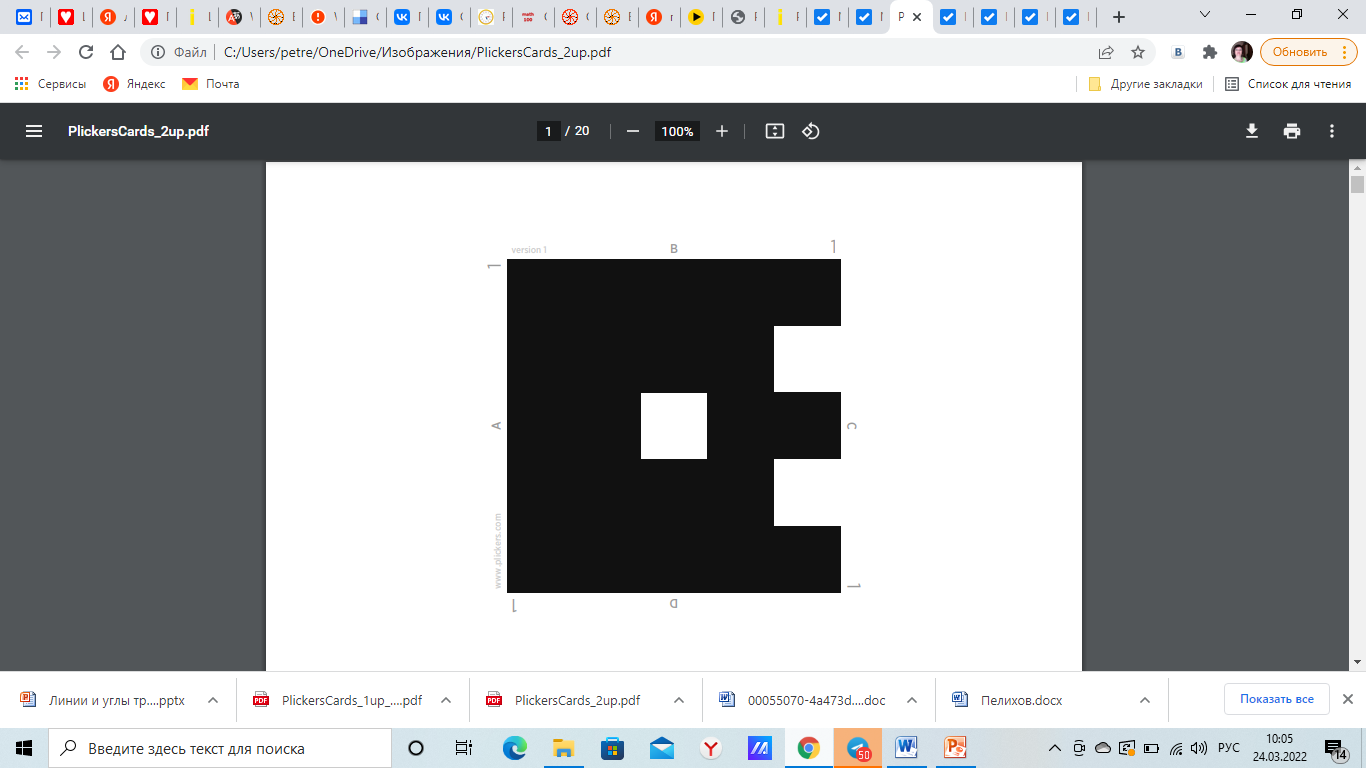 Файл
C:/Users/petre/OneDrive/Изображения/PlickersCards_2up.pdf
Обновить
Сервисы
Яндекс
Почта
Другие закладки
Список для чтения
PlickersCards_2up.pdf
1 / 20
100%
version 1
B
1
1
A
C
www.plickers.com
1
D
1
Линии и углы тр....pptx
PlickersCards_1up_....pdf
PlickersCards_2up.pdf
00055070-4a473d....doc
Пелихов.docx
Показать все
Введите здесь текст для поиска
50
РУС
10:05
24.03.2022
14